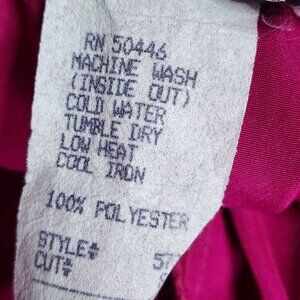 RN 50446
MACHINE WASH
(INSIDE OUT)
COLD WATER
TUMBLE DRY
LOW HEAT
COOL IRON
100% POLYESTER
STYLE#
CUT#